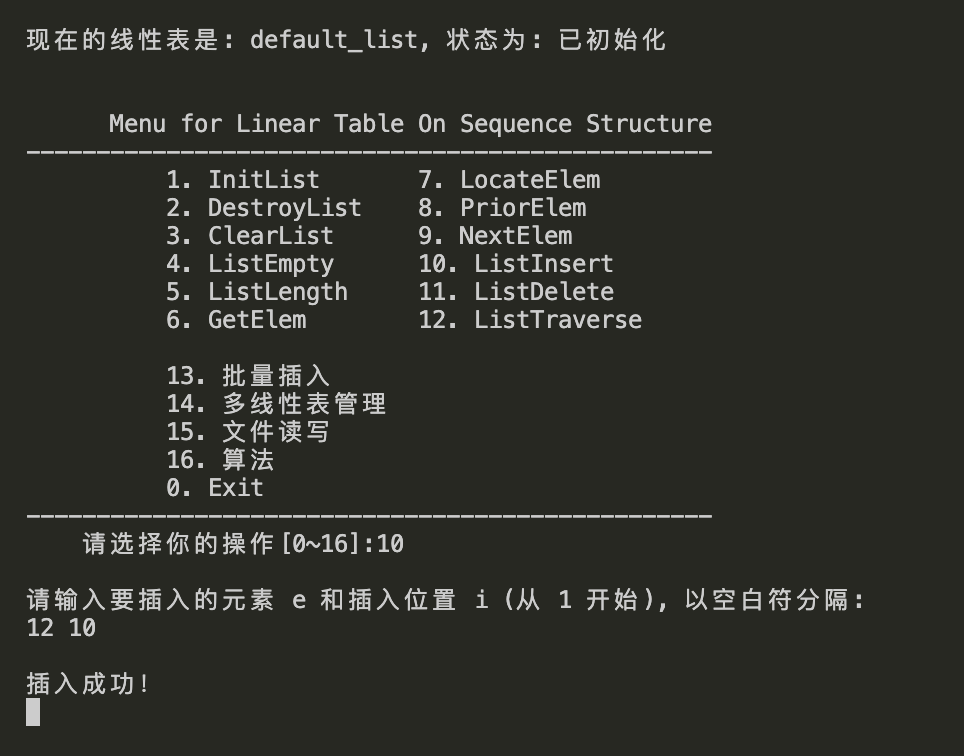 现在的线性表是: default_list, 状态为: 已初始化
Menu for Linear Table On Sequence Structure
-------------------------------------------------
1. InitList 7. LocateElem
2. DestroyList 8. PriorElem
3. ClearList 9. NextElem
4. ListEmpty 10. ListInsert
5. ListLength 11. ListDelete
6. GetElem 12. ListTraverse
13. 批量插入
14. 多线性表管理
15. 文件读写
16. 算法
0. Exit
-------------------------------------------------
请选择你的操作[0~16]:10
请输入要插入的元素 e 和插入位置 i (从 1 开始), 以空白符分隔:
12 10
插入成功!